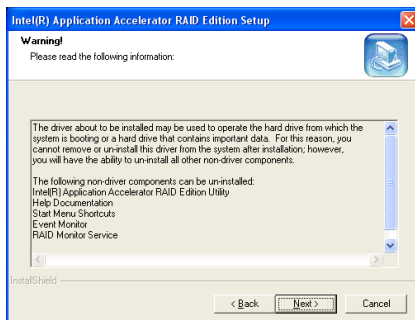 Intel(R) Application Accelerator RAID Edition Setup
Warning!
Please read the following information:
The driver about to be installed may be used to operate the hard drive from which the
system is booting or a hard drive that contains important data. For this reason, you
cannot remove or un-install this driver from the system after installation; however,
you will have the ability to un-install all other non-driver components.
The following non-driver components can be un-installed:
Intel(R) Application Accelerator RAID Edition Utility
Help Documentation
Start Menu Shortcuts
Event Monitor
RAID Monitor Service
InstallShield
< Back
Next >
Cancel